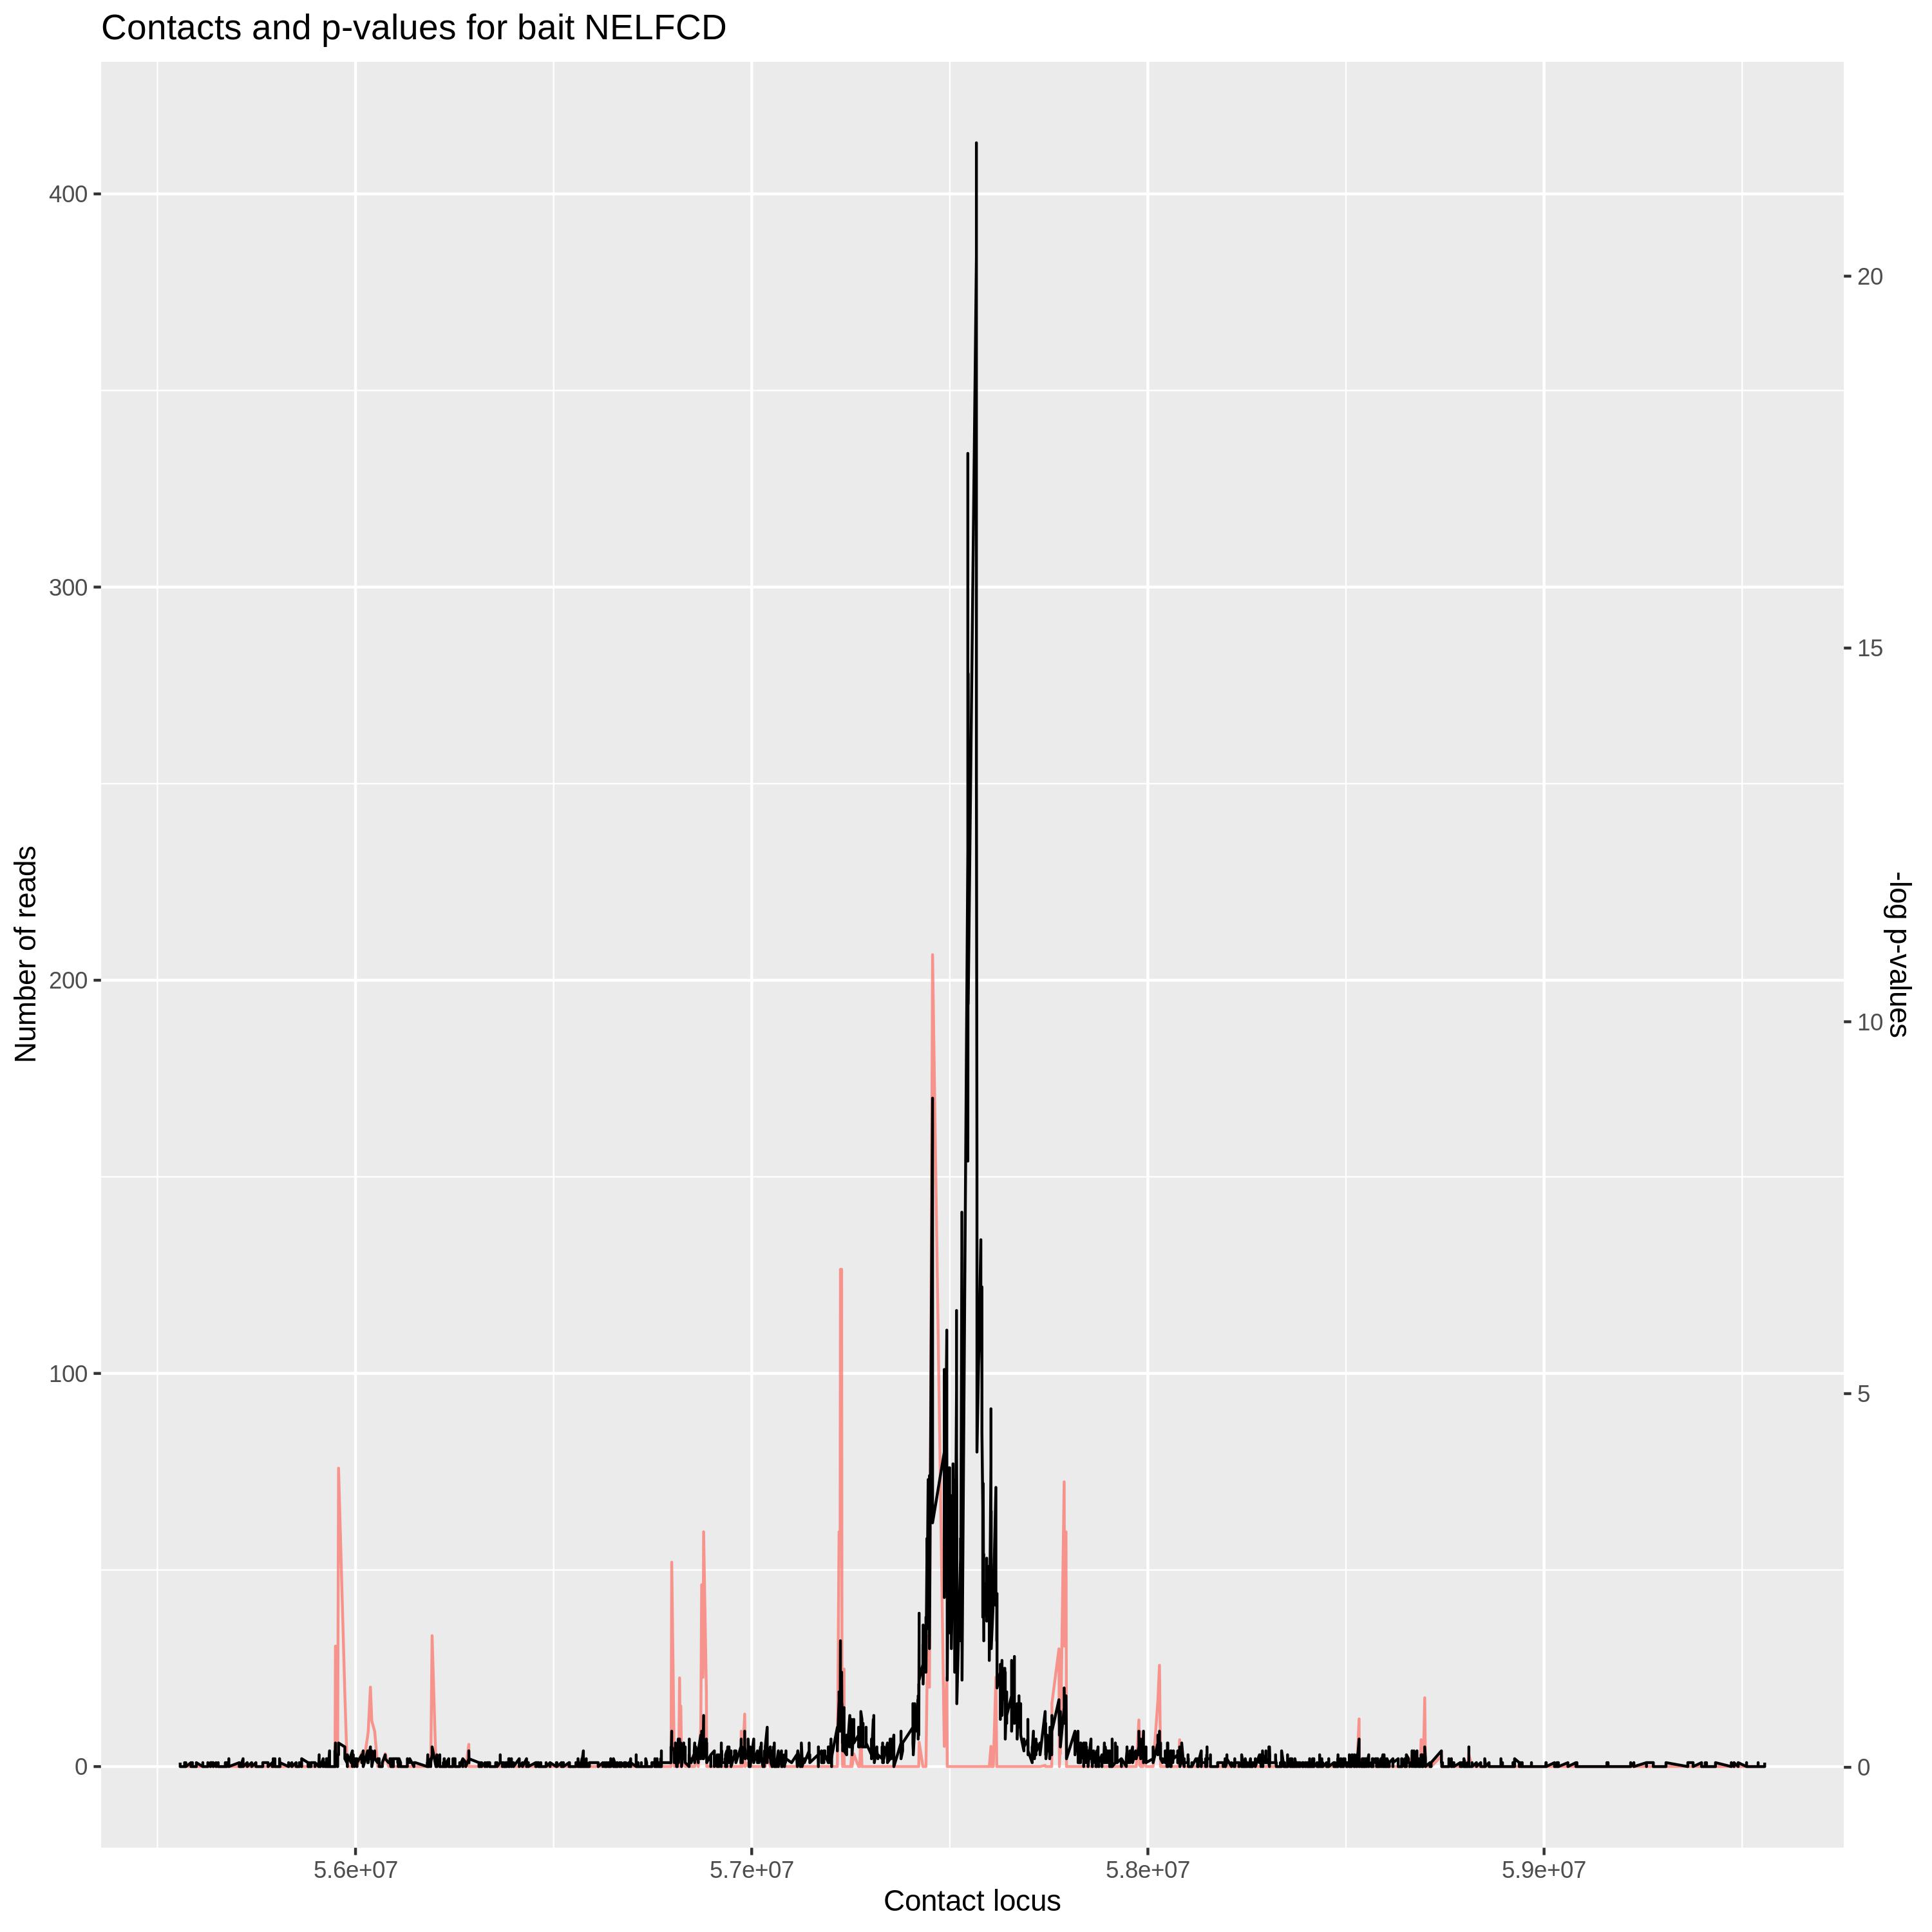 Contacts and p-values for bait NELFCD
400
300
200
100
0
Number of reads
20
15
10
5
0
-log p-values
5.6e+07
5.7e+07
5.8e+07
5.9e+07
Contact locus